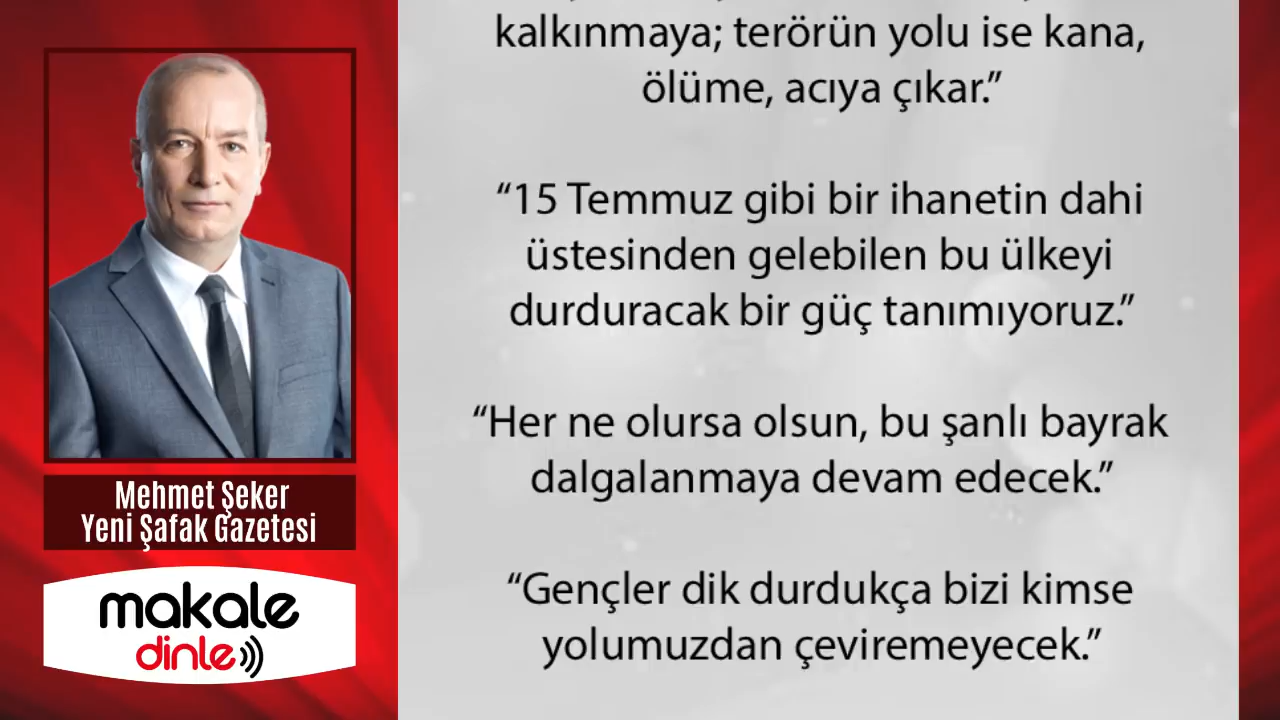 kalkınmaya; terörün yolu ise kana,
ölüme, acıya çıkar.”
“15 Temmuz gibi bir ihanetin dahi
üstesinden gelebilen bu ülkeyi
durduracak bir güç tanımıyoruz.”
“Her ne olursa olsun, bu şanlı bayrak
dalgalanmaya devam edecek.”
“Gençler dik durdukça bizi kimse
yolumuzdan çeviremeyecek.”
Mehmet Şeker
Yeni Şafak Gazetesi
makale
dinle